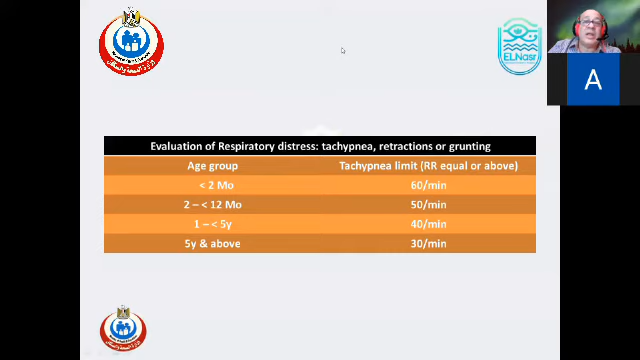 ELNasr
A
Evaluation of Respiratory distress: tachypnea, retractions or grunting
Age group Tachypnea limit (RR equal or above)
< 2 Mo 60/min
2 – < 12 Mo 50/min
1 – < 5y 40/min
5y & above 30/min